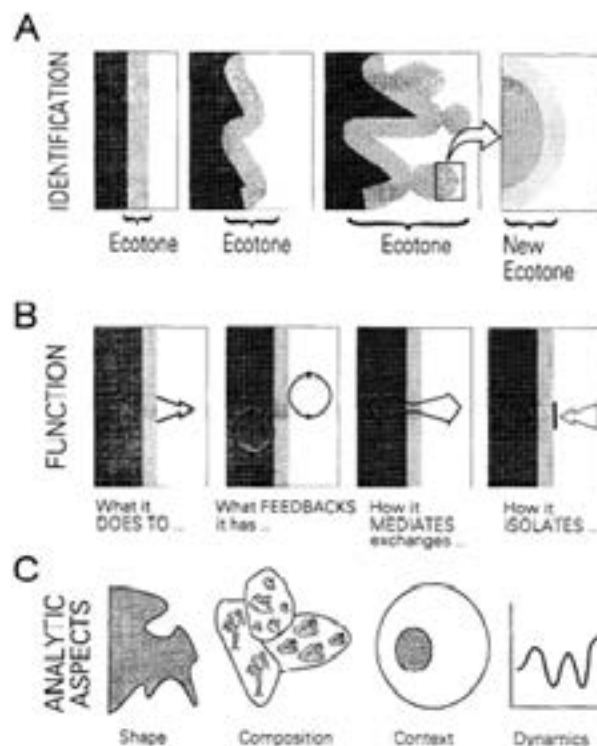 A
IDENTIFICATION
Ecotone
Ecotone
Ecotone
New
Ecotone
B
FUNCTION
What it
DOES TO ...
What FEEDBACKS
it has ...
How it
MEDIATES
exchanges ...
How it
ISOLATES ...
C
ANALYTIC
ASPECTS
Shape
Composition
Context
Dynamics